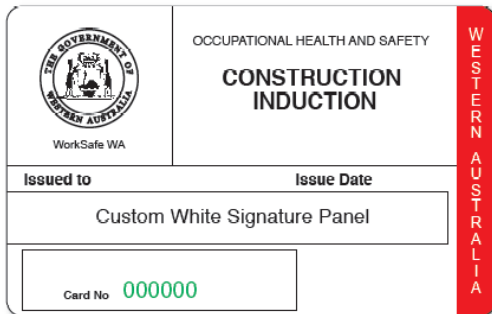 THE GOVERNMENT OF
WESTERN AUSTRALIA
WorkSafe WA
OCCUPATIONAL HEALTH AND SAFETY
CONSTRUCTION
INDUCTION
Issued to Issue Date
Custom White Signature Panel
Card No 000000
WESTERN AUSTRALIA